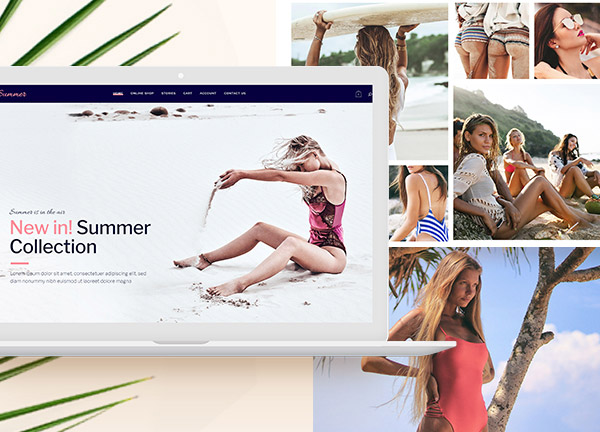 Summer
HOME ONLINE SHOP STORIES CART ACCOUNT CONTACT US
Summer is in the air
New in! Summer
Collection
Lorem ipsum dolor sit amet, consectetuer adipiscing elit, sed
diam nonummy nibh euismod ut laoreet dolore magna